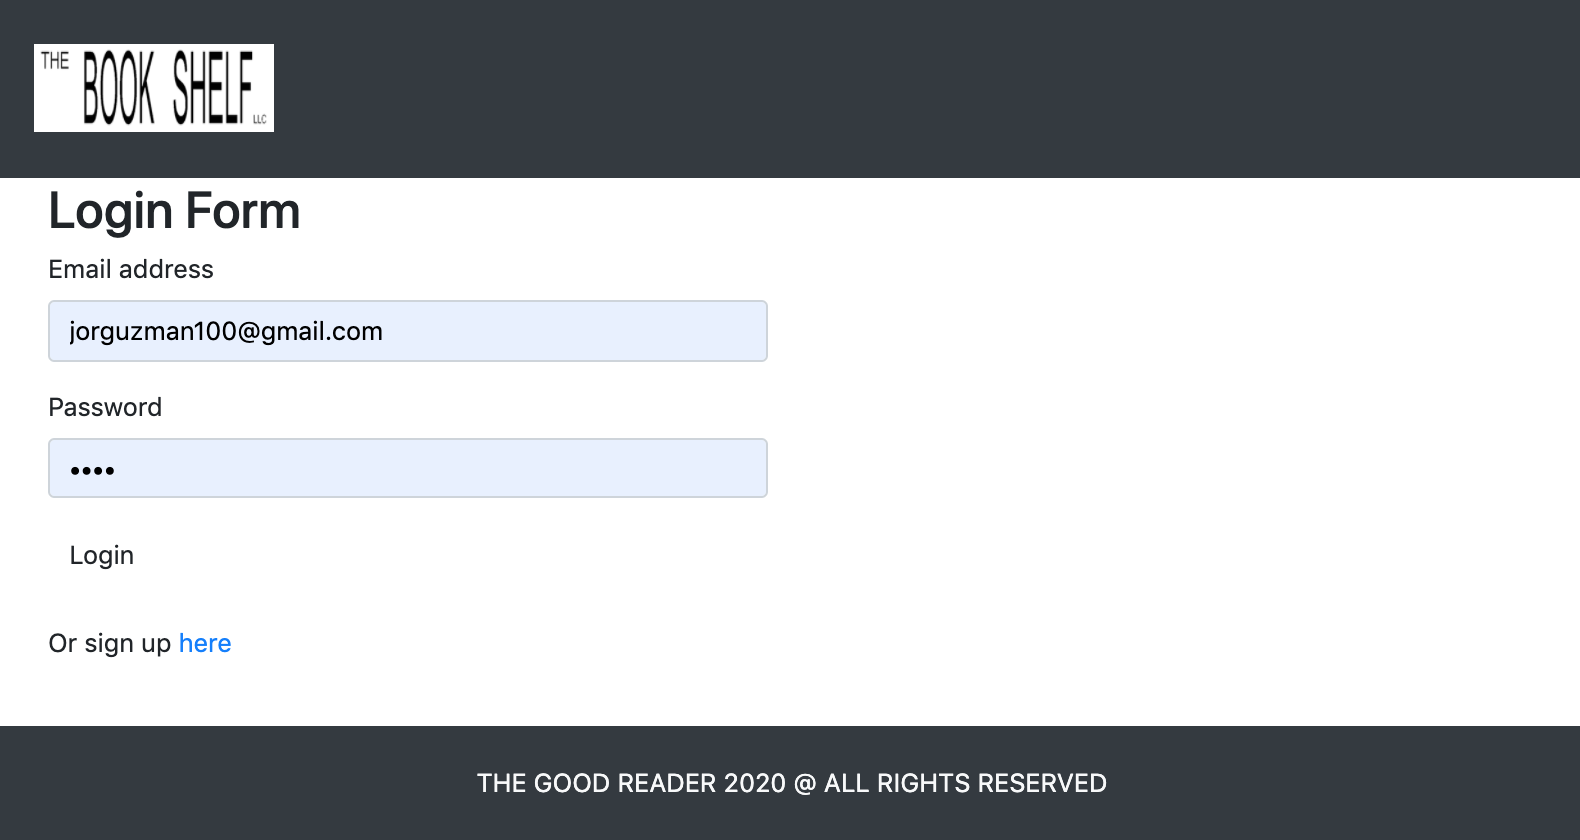 THE BOOK SHELF LLC
Login Form
Email address
jorguzman100@gmail.com
Password
••••
Login
Or sign up here
THE GOOD READER 2020 @ ALL RIGHTS RESERVED